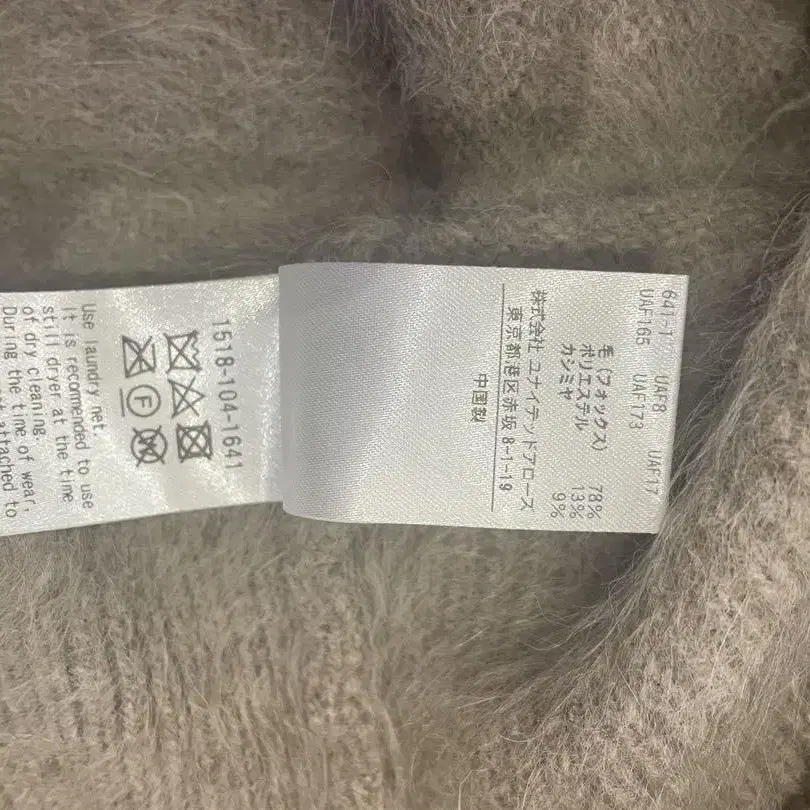 641-T UAF8 UAF17
UAF165 UAF173
毛(フォックス) 78%
ポリエステル 13%
カシミヤ 9%
株式会社 ユナイテッドアローズ
東京都港区赤坂 8-1-19
中国製
1518-104-1641
F
W
Use laundry net.
It is recommended to use
still dryer at the time
of dry cleaning.
During the time of wear,
attached to